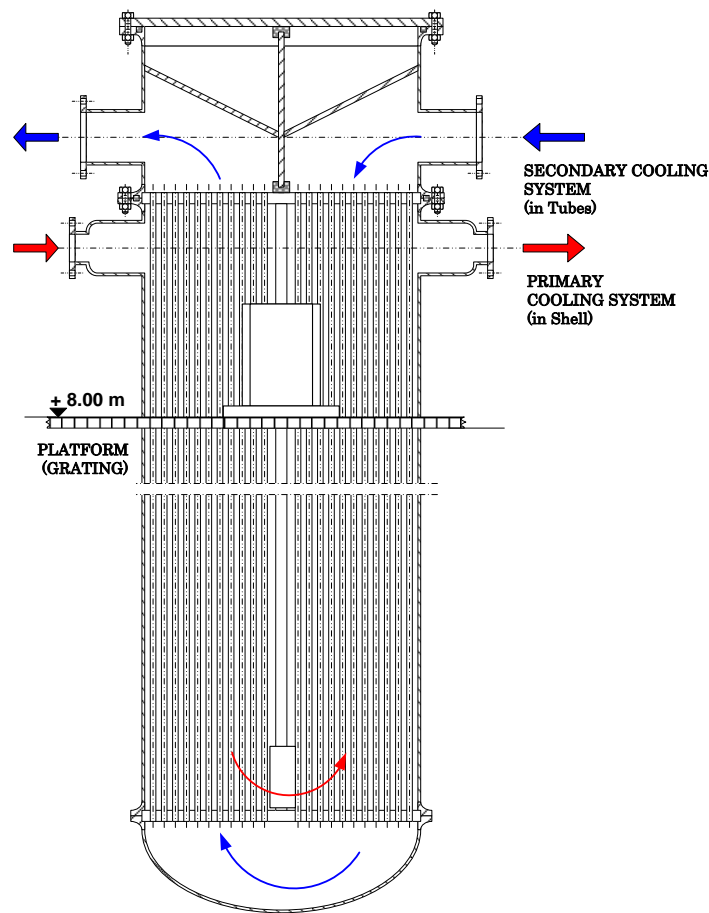 SECONDARY COOLING
SYSTEM
(in Tubes)
PRIMARY
COOLING SYSTEM
(in Shell)
+ 8.00 m
PLATFORM
(GRATING)